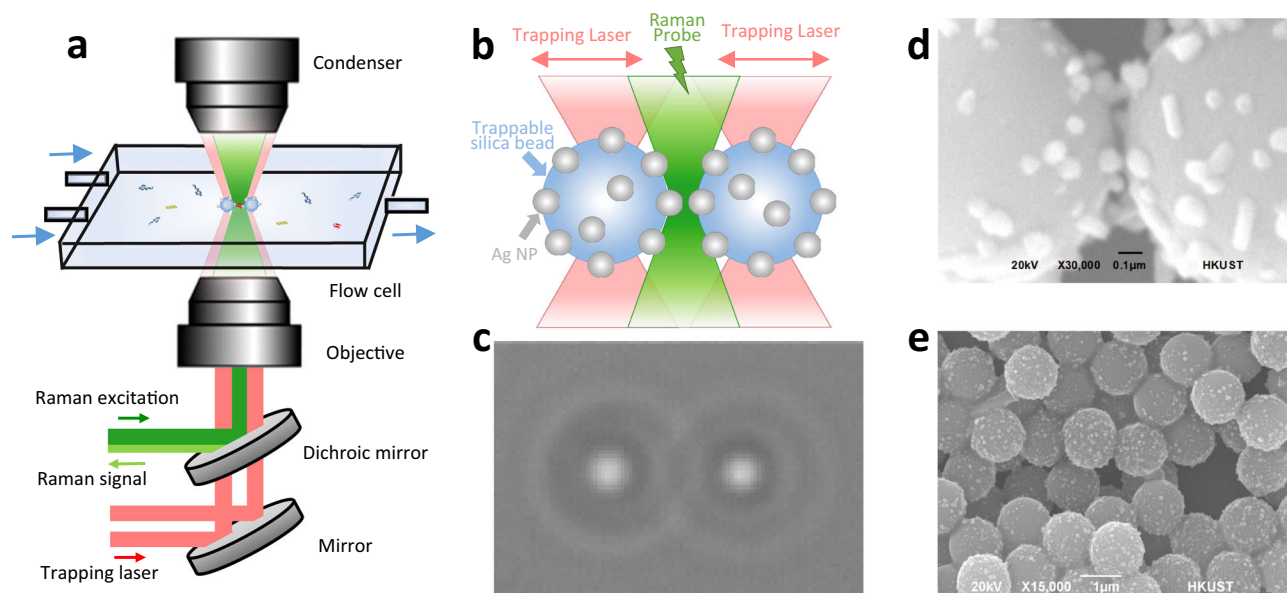 a
Condenser
Flow cell
Objective
Raman excitation
Dichroic mirror
Raman signal
Mirror
Trapping laser
b
Raman
Probe
Trapping Laser
Trapping Laser
Trappable
silica bead
Ag NP
c
d
20kV X30,000 0.1μm HKUST
e
20kV X15,000 1μm HKUST